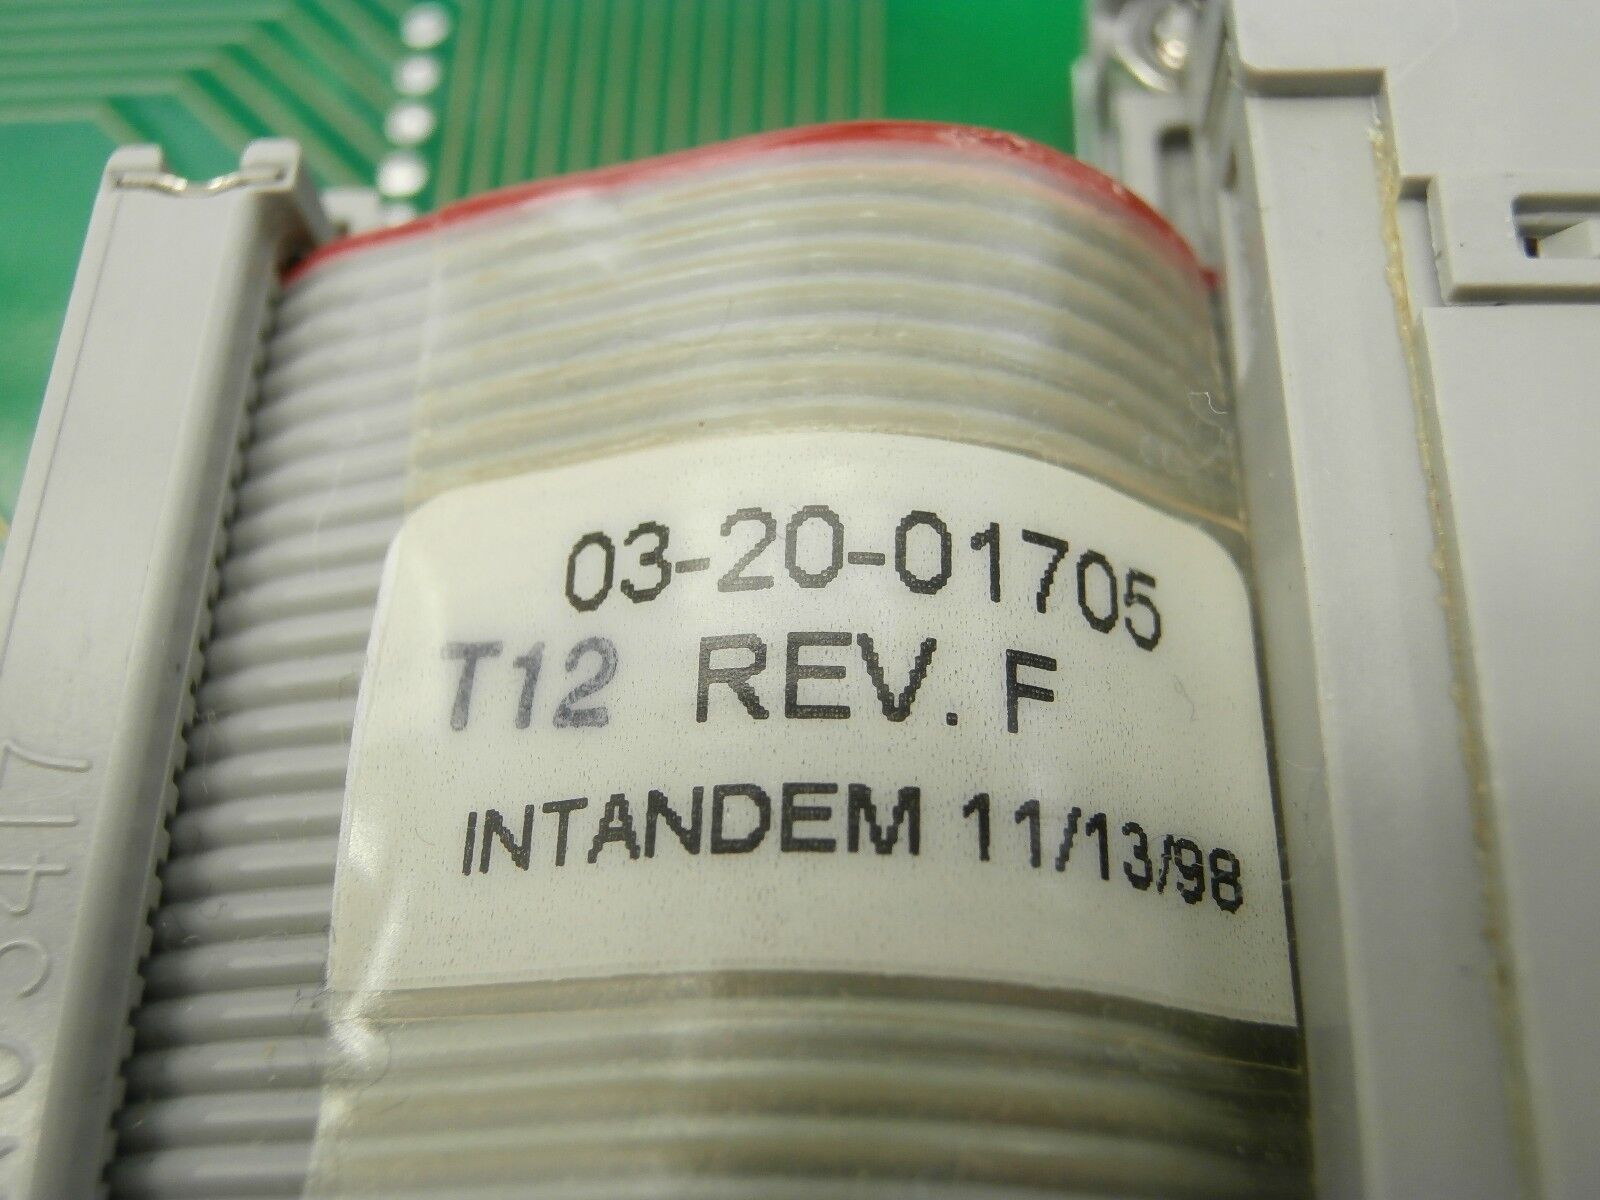 03-20-01705
T12 REV. F
INTANDEM 11/13/98